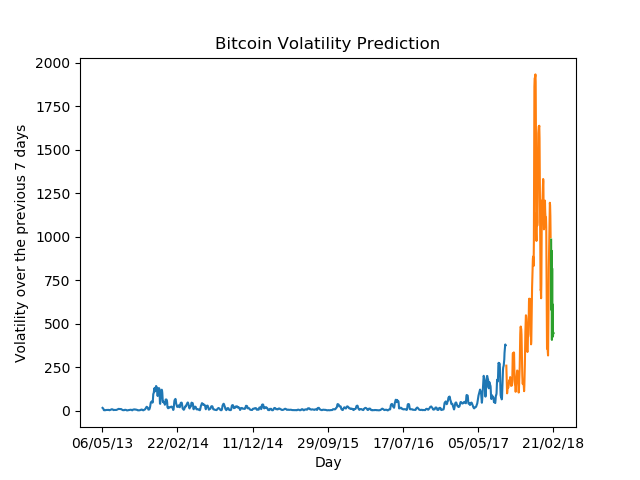 Bitcoin Volatility Prediction
Volatility over the previous 7 days
2000
1750
1500
1250
1000
750
500
250
0
06/05/13 22/02/14 11/12/14 29/09/15 17/07/16 05/05/17 21/02/18
Day